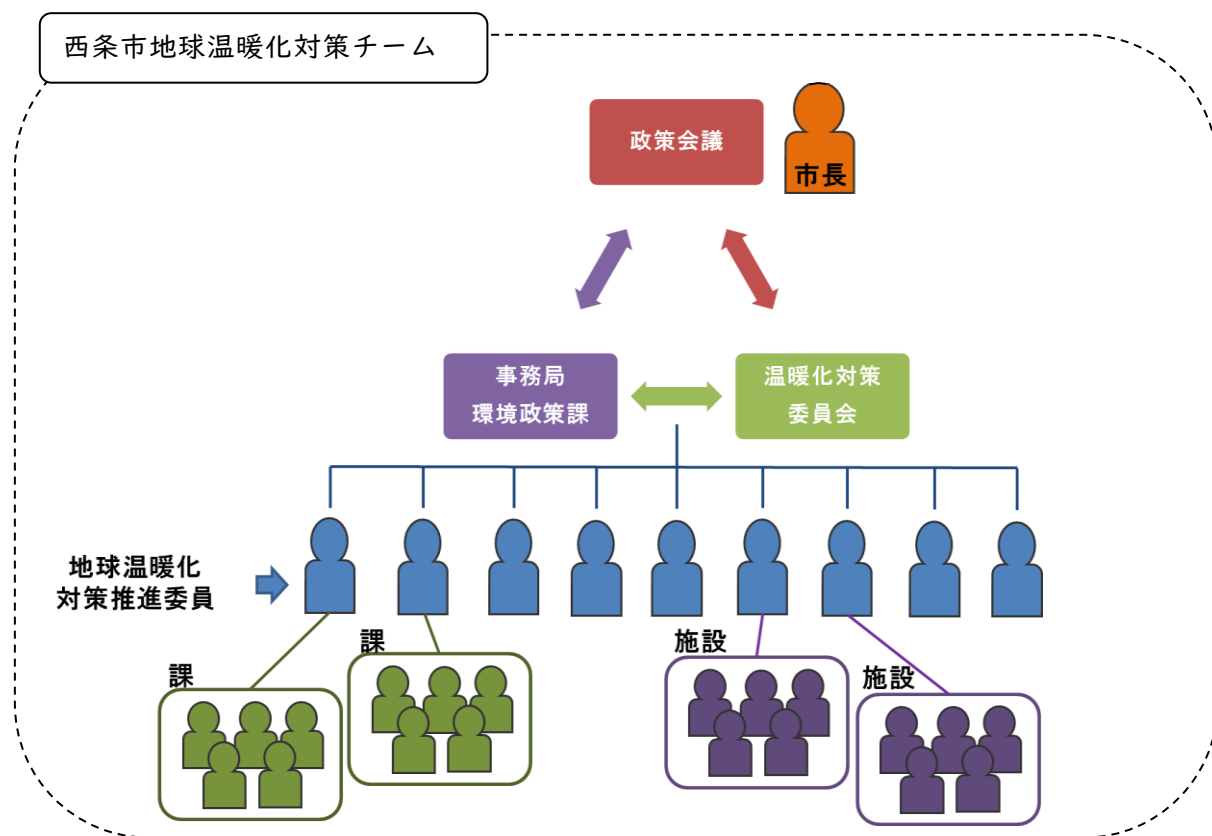 西条市地球温暖化対策チーム
政策会議
市長
事務局
環境政策課
温暖化対策
委員会
地球温暖化
対策推進委員
課
課
施設
施設